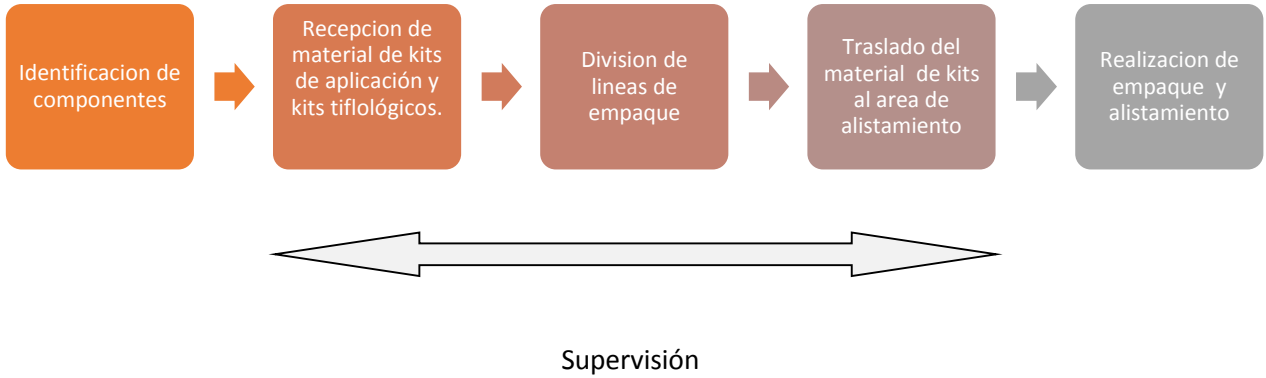 Identificacion de
componentes
Recepcion de
material de kits
de aplicación y
kits tiflológicos.
Division de
lineas de
empaque
Traslado del
material de kits
al area de
alistamiento
Realizacion de
empaque y
alistamiento
Supervisión